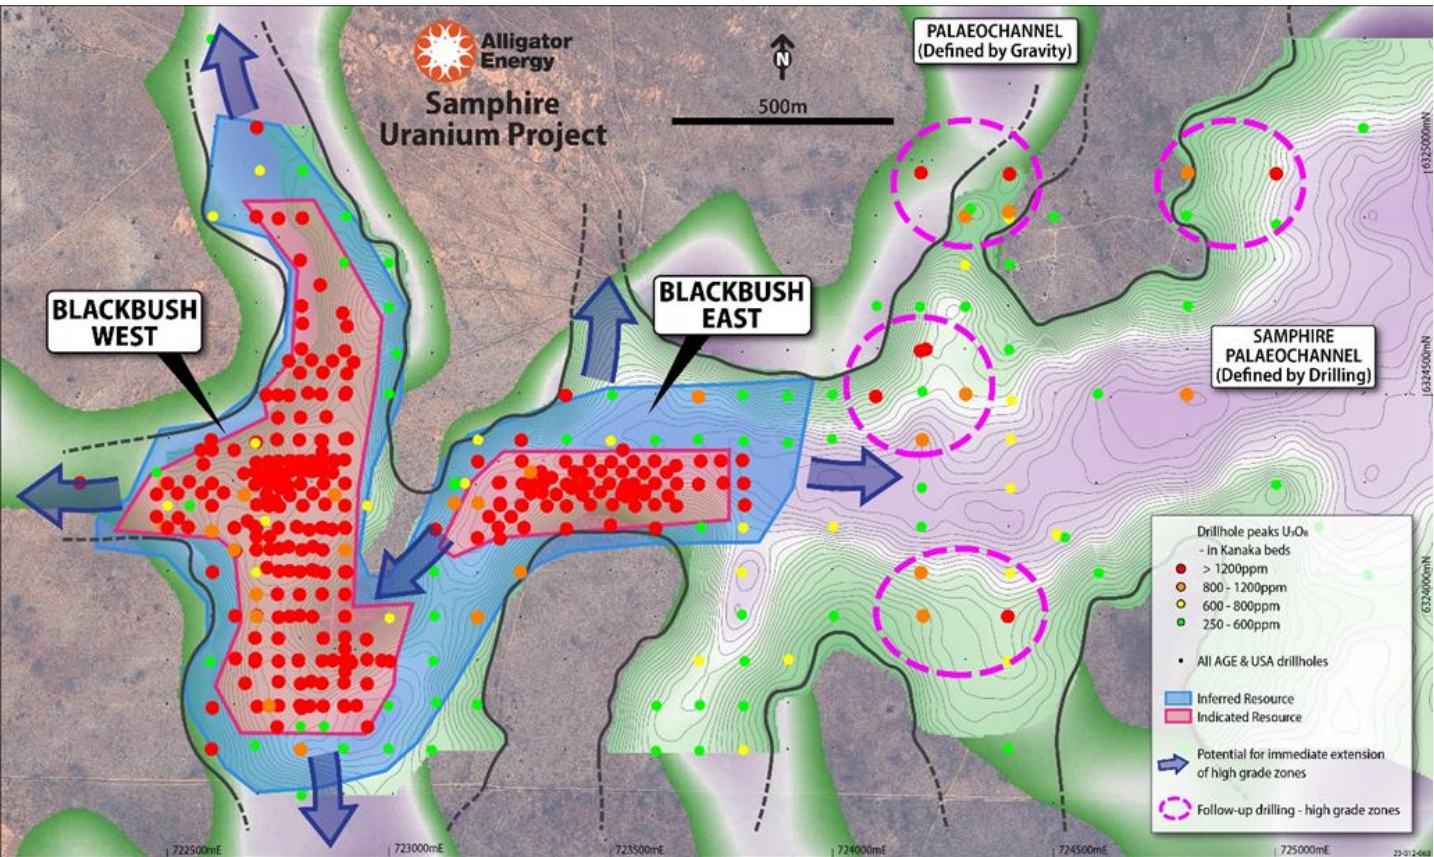 Alligator
Energy
Samphire
Uranium Project
N
500m
PALAEOCHANNEL
(Defined by Gravity)
BLACKBUSH
WEST
BLACKBUSH
EAST
SAMPHIRE
PALAEOCHANNEL
(Defined by Drilling)
6325000mN
6324500mN
6324000mN
Drillhole peaks U₃O₈
- in Kanaka beds
> 1200ppm
800 - 1200ppm
600 - 800ppm
250 - 600ppm
All AGE & USA drillholes
Inferred Resource
Indicated Resource
Potential for immediate extension
of high grade zones
Follow-up drilling - high grade zones
722500mE
723000mE
723500mE
724000mE
724500mE
725000mE
23-012-063